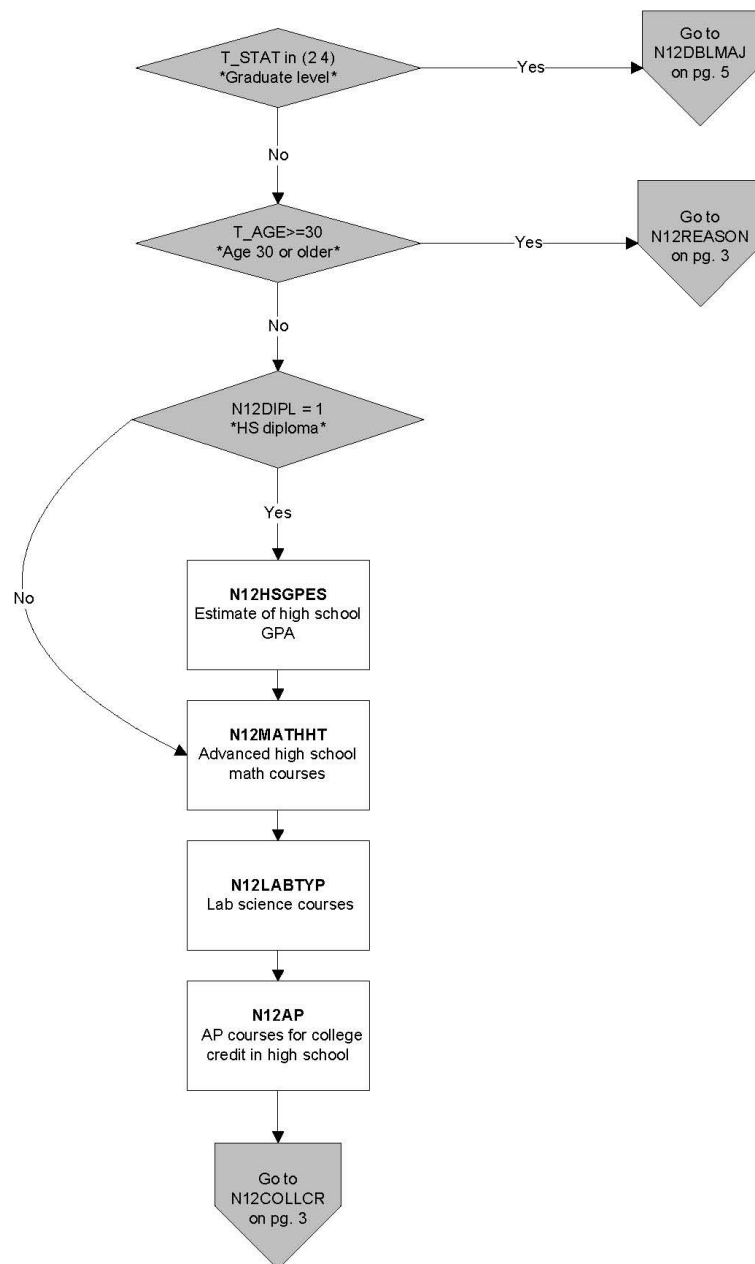 T_STAT in (2 4)
*Graduate level*
Yes
Go to
N12DBLMAJ
on pg. 5
No
T_AGE>=30
*Age 30 or older*
Yes
Go to
N12REASON
on pg. 3
No
N12DIPL = 1
*HS diploma*
Yes
No
N12HSGPES
Estimate of high school
GPA
N12MATHHT
Advanced high school
math courses
N12LABTYP
Lab science courses
N12AP
AP courses for college
credit in high school
Go to
N12COLLCR
on pg. 3